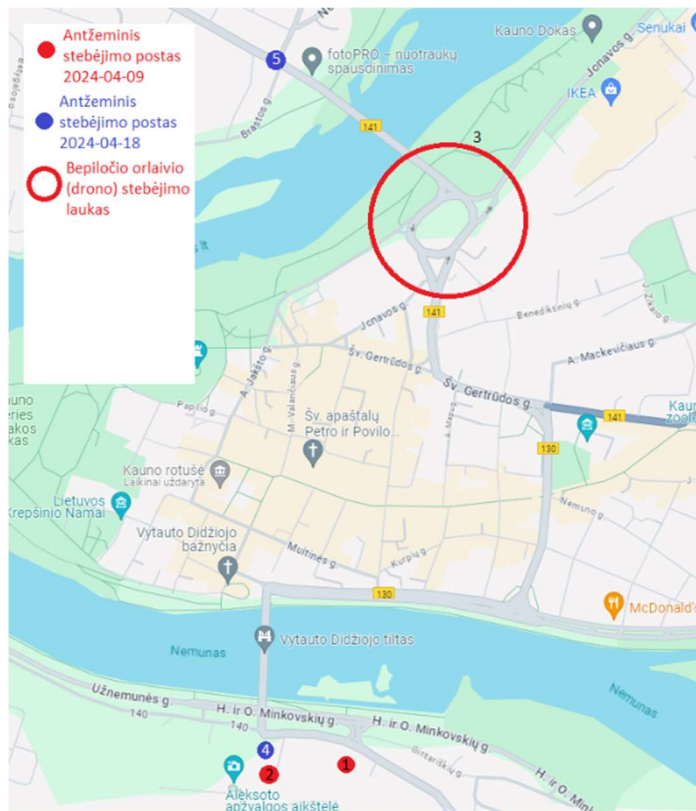 Antžeminis
stebėjimo postas
2024-04-09
Antžeminis
stebėjimo postas
2024-04-18
Bepiločio orlaivio
(drono) stebėjimo
laukas
5
fotoPRO – nuotraukų
spausdinimas
Kauno Dokas
Senukai
Jonavos g.
IKEA
Brastos g.
141
3
141
Jonavos g.
Benediksinių g.
A. Mackevičiaus g.
A. Jakšto g.
M. Valančiaus g.
Šv. Gertrūdos g.
Šv. Gertrūdos g.
Papilio g.
A. Mapu g.
141
130
Šv. apaštalų
Petro ir Povilo...
Kauno rotušė
Laikinai uždaryta
Lietuvos
Krepšinio Namai
Vytauto Didžiojo
bažnyčia
Muitinės g.
Kurpių g.
Nemuno g.
130
McDonald's
Nemunas
Vytauto Didžiojo tiltas
Nemunas
Užnemunės g.
140
140
H. ir O. Minkovskių g.
H. ir O. Minkovskių g.
Gintariškių g.
H. ir O.
4
2
1
Aleksoto
apžvalgos aikštelė